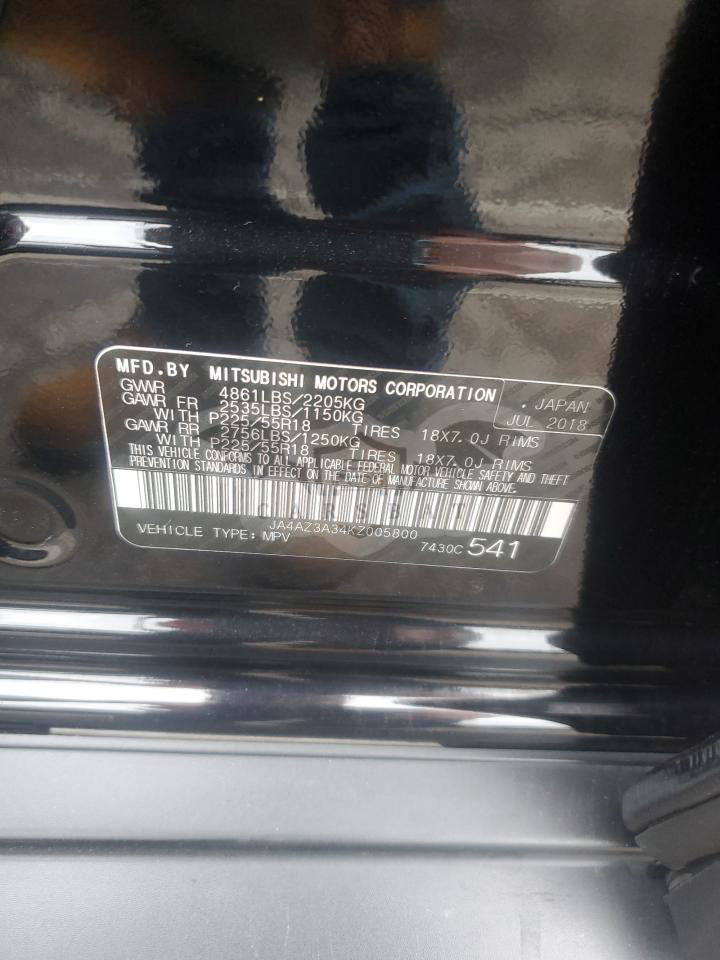 MFD.BY MITSUBISHI MOTORS CORPORATION
GWR 4861LBS/2205KG
. JAPAN
GAWR FR 2535LBS/1150KG
JUL 2018
WITH P225/55R18 TIRES 18X7.0J RIMS
GAWR RR 2756LBS/1250KG
WITH P225/55R18 TIRES 18X7.0J RIMS
THIS VEHICLE CONFORMS TO ALL APPLICABLE FEDERAL MOTOR VEHICLE SAFETY AND THEFT
PREVENTION STANDARDS IN EFFECT ON THE DATE OF MANUFACTURE SHOWN ABOVE.
CARSBAT
JA4AZ3A34KZ005800
VEHICLE TYPE: MPV 7430C 541